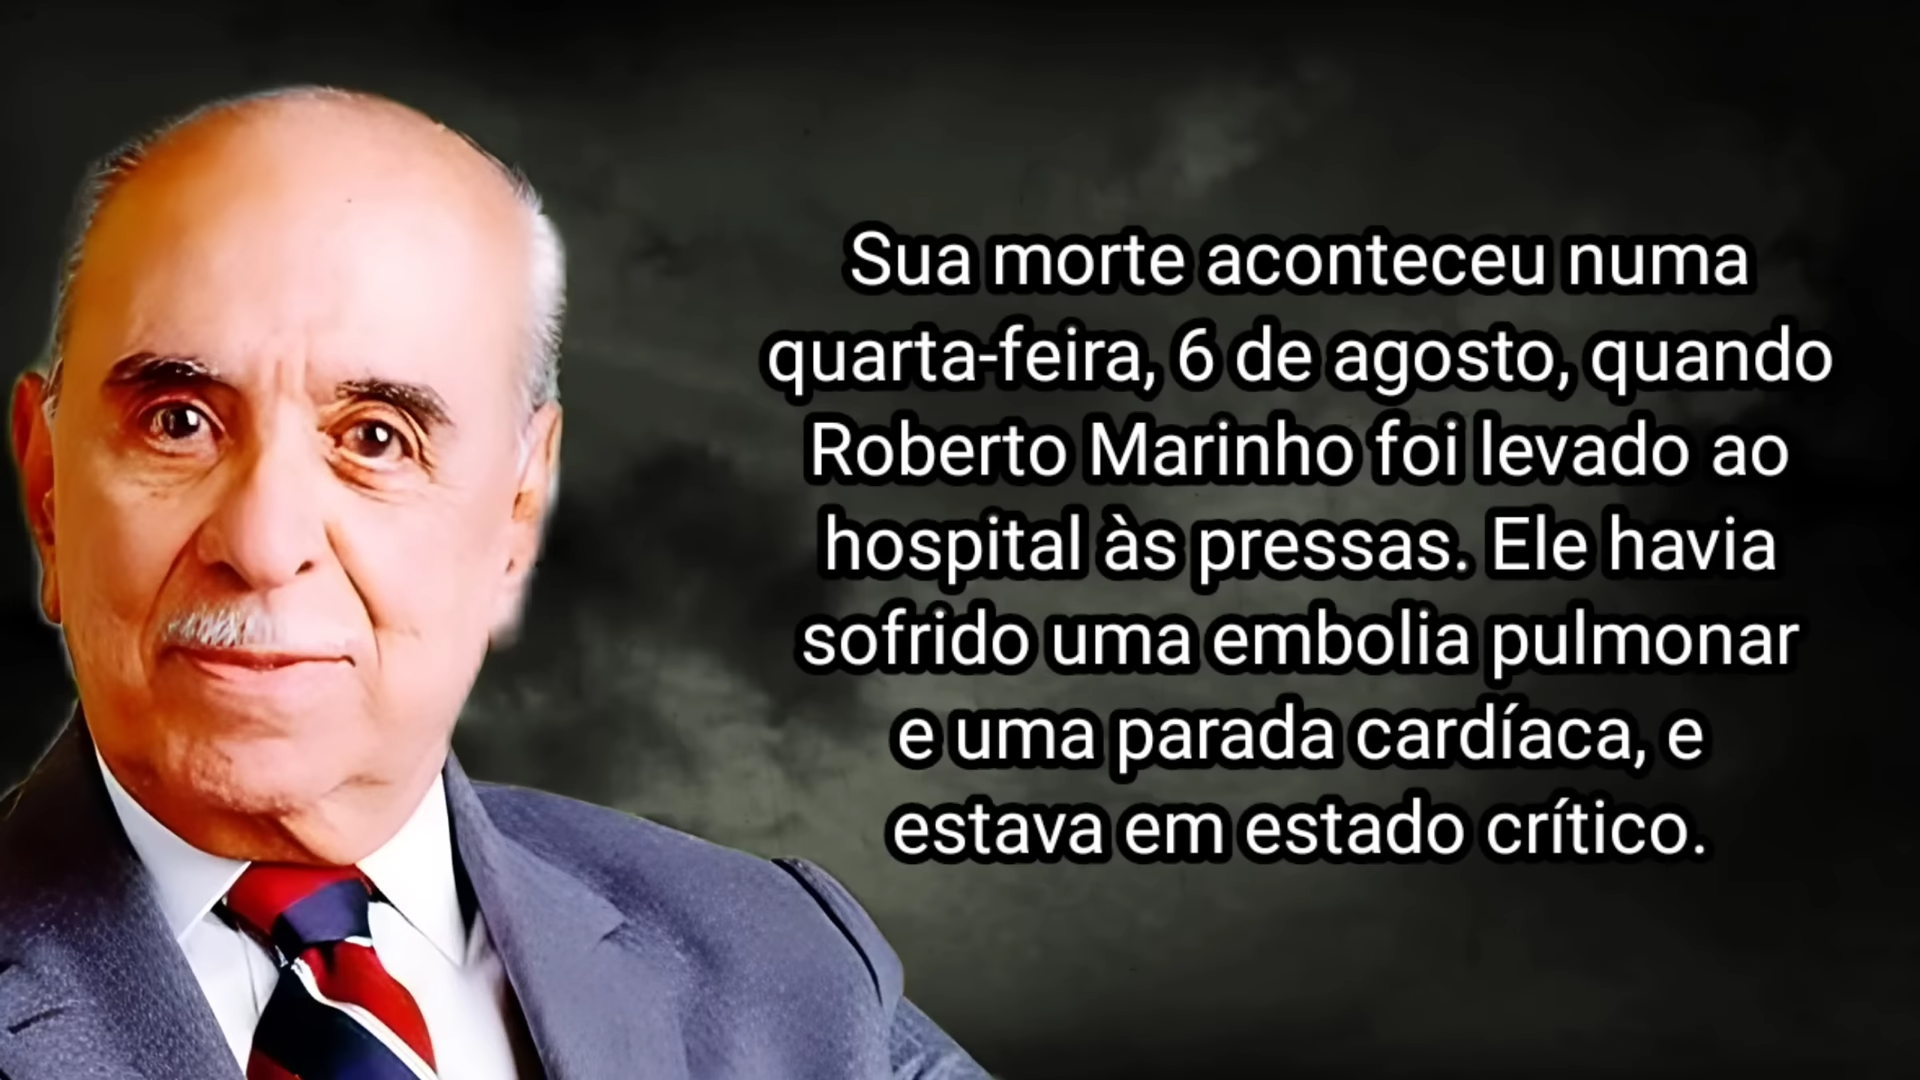 Sua morte aconteceu numa
quarta-feira, 6 de agosto, quando
Roberto Marinho foi levado ao
hospital às pressas. Ele havia
sofrido uma embolia pulmonar
e uma parada cardíaca, e
estava em estado crítico.